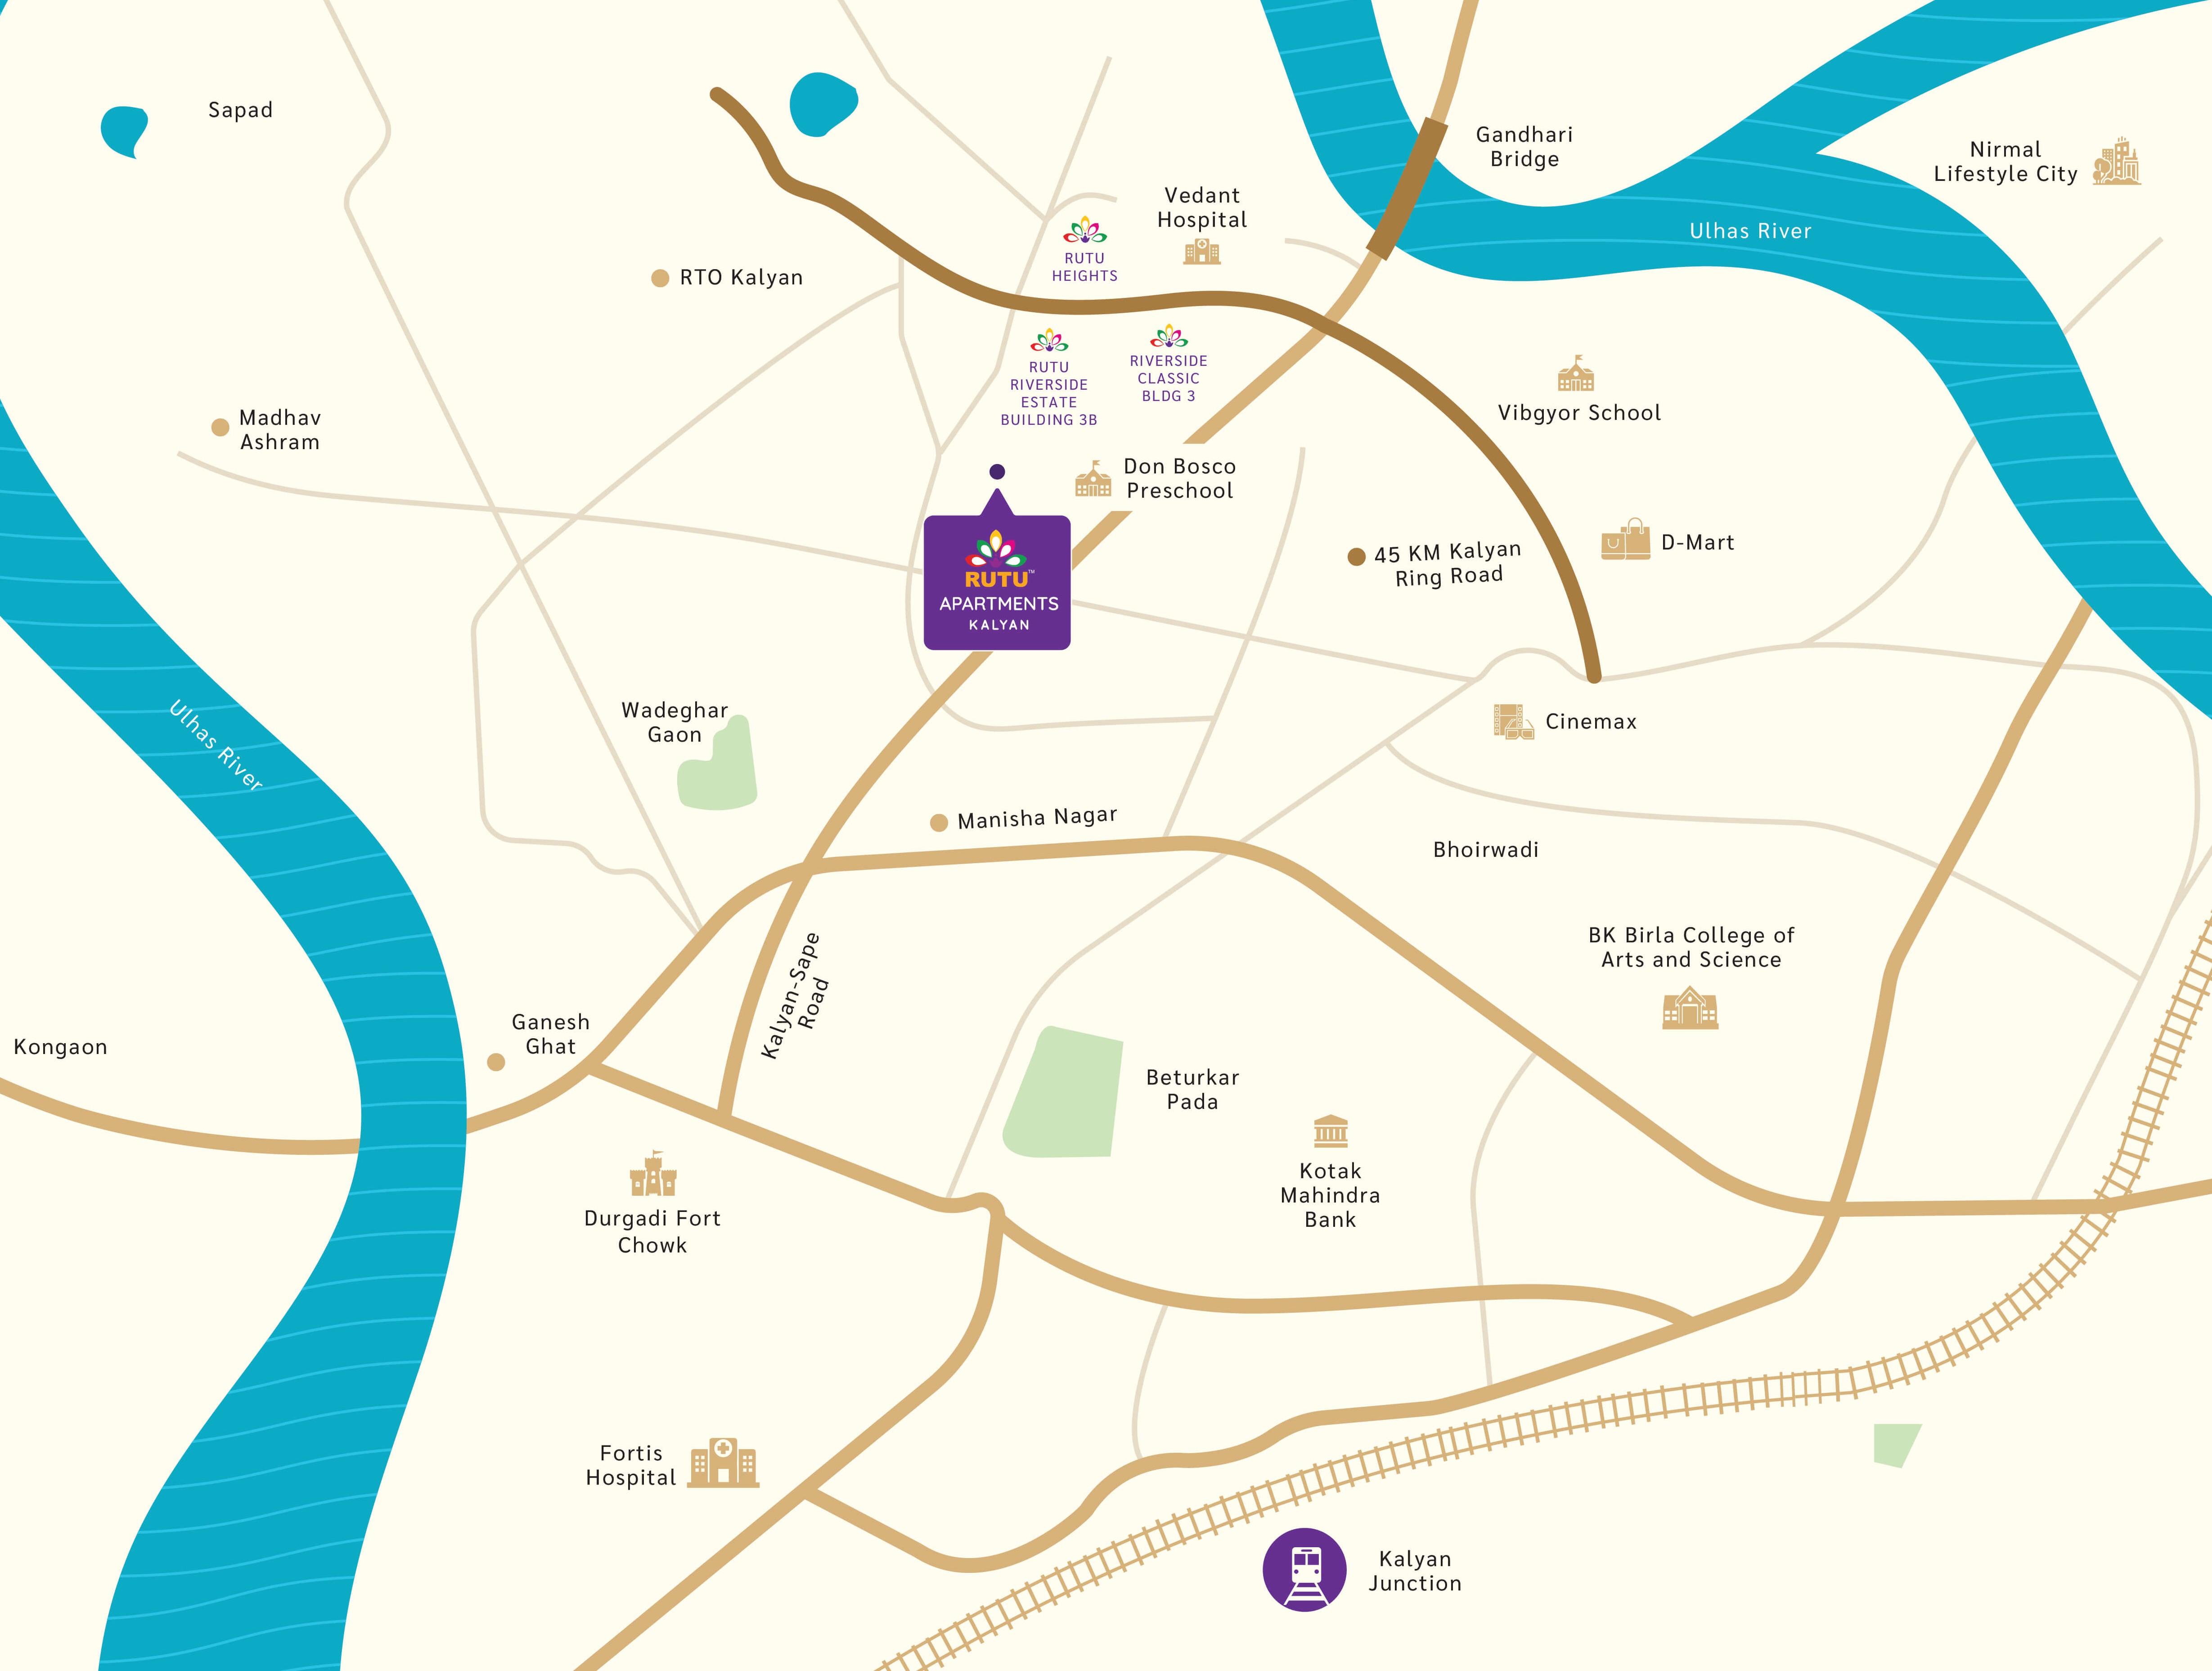 Sapad
Gandhari
Bridge
Nirmal
Lifestyle City
Vedant
Hospital
Ulhas River
RUTU
HEIGHTS
RTO Kalyan
RUTU
RIVERSIDE
ESTATE
BUILDING 3B
RIVERSIDE
CLASSIC
BLDG 3
Vibgyor School
Madhav
Ashram
Don Bosco
Preschool
D-Mart
45 KM Kalyan
Ring Road
RUTU™
APARTMENTS
KALYAN
Wadeghar
Gaon
Cinemax
Ulhas River
Manisha Nagar
Bhoirwadi
BK Birla College of
Arts and Science
Kalyan-Sape
Road
Ganesh
Ghat
Kongaon
Beturkar
Pada
Kotak
Mahindra
Bank
Durgadi Fort
Chowk
Fortis
Hospital
Kalyan
Junction